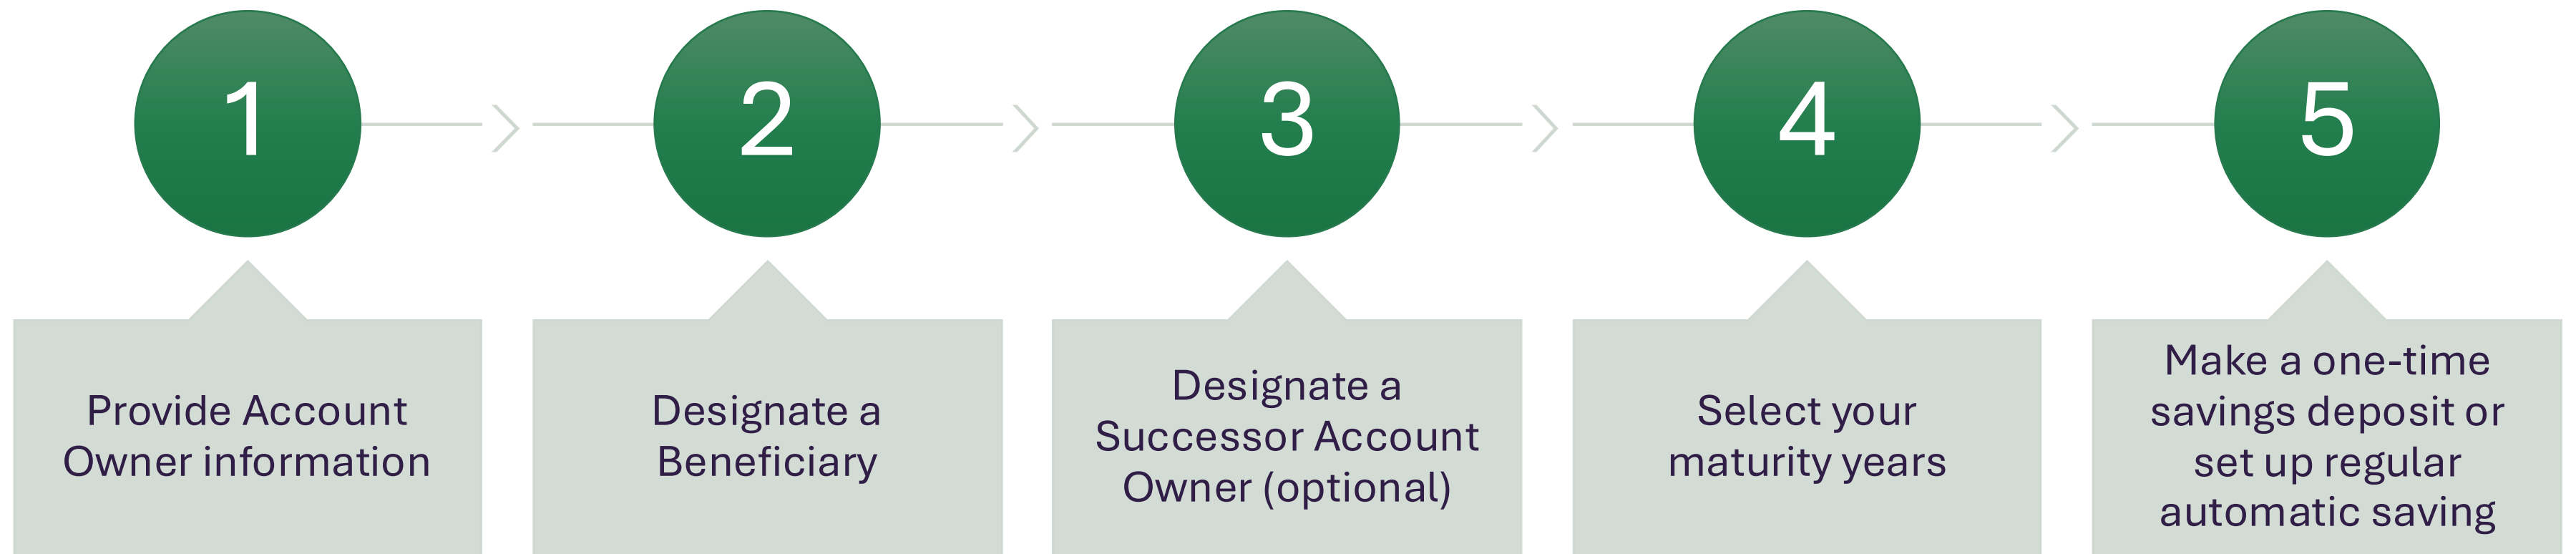 1
2
3
4
5
Provide Account
Owner information
Designate a
Beneficiary
Designate a
Successor Account
Owner (optional)
Select your
maturity years
Make a one-time
savings deposit or
set up regular
automatic saving